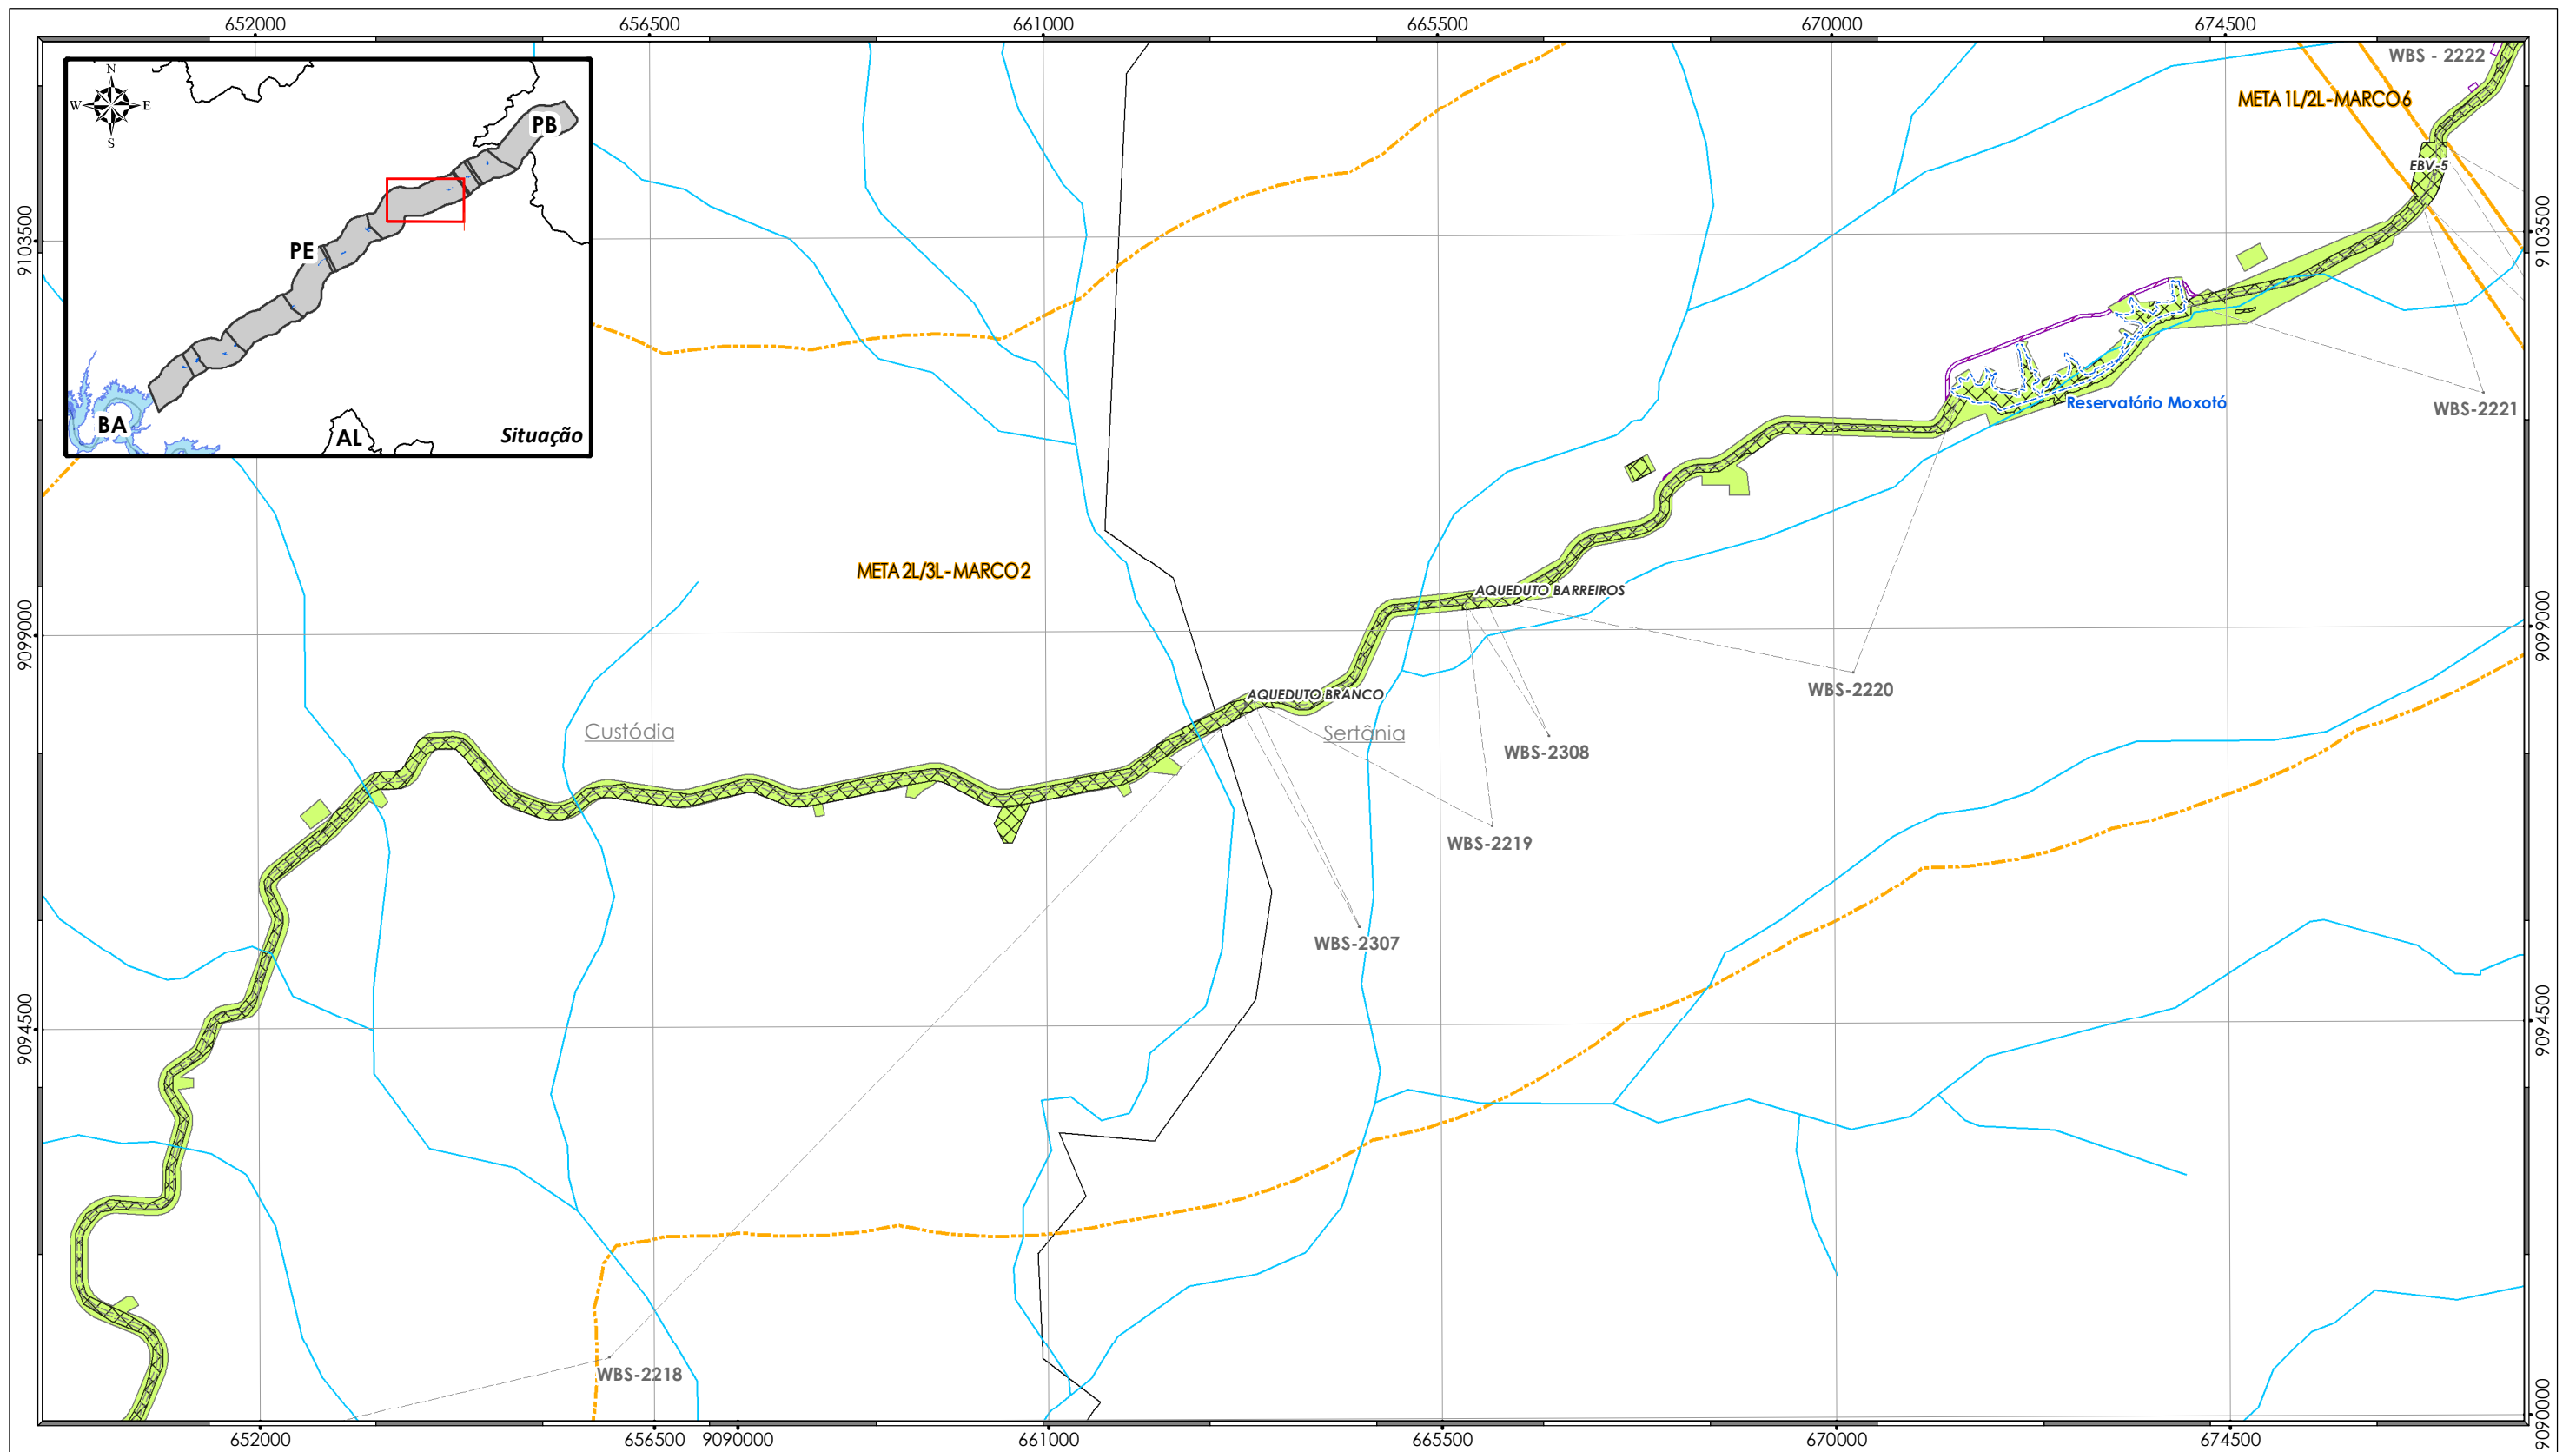 652000
656500
661000
665500
670000
674500
WBS - 2222
META 1L/2L-MARCO 6
N
W
E
S
PB
EBV-5
9103500
9103500
PE
Reservatório Moxotó
WBS-2221
BA
AL
Situação
META 2L/3L-MARCO 2
AQUEDUTO BARREIROS
9099000
9099000
WBS-2220
AQUEDUTO BRANCO
Custódia
Sertânia
WBS-2308
WBS-2219
WBS-2307
9094500
9094500
WBS-2218
9090000
652000
656500
9090000
661000
665500
670000
674500